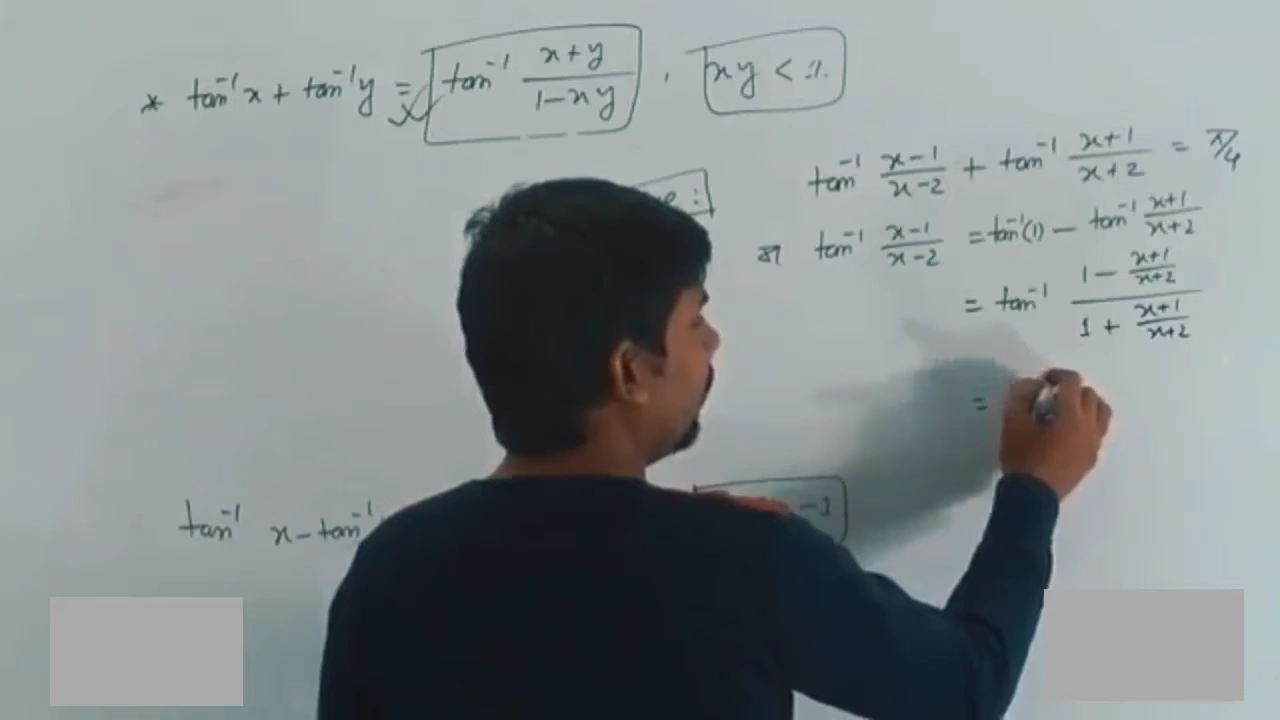 * tan⁻¹x + tan⁻¹y = tan⁻¹ (x+y)/(1-xy) , xy < 1.
tan⁻¹ (x-1)/(x-2) + tan⁻¹ (x+1)/(x+2) = π/4
tan⁻¹ (x-1)/(x-2) = tan⁻¹(1) - tan⁻¹ (x+1)/(x+2)
= tan⁻¹ (1 - (x+1)/(x+2))/(1 + (x+1)/(x+2))
=
tan⁻¹ x - tan⁻¹ -1